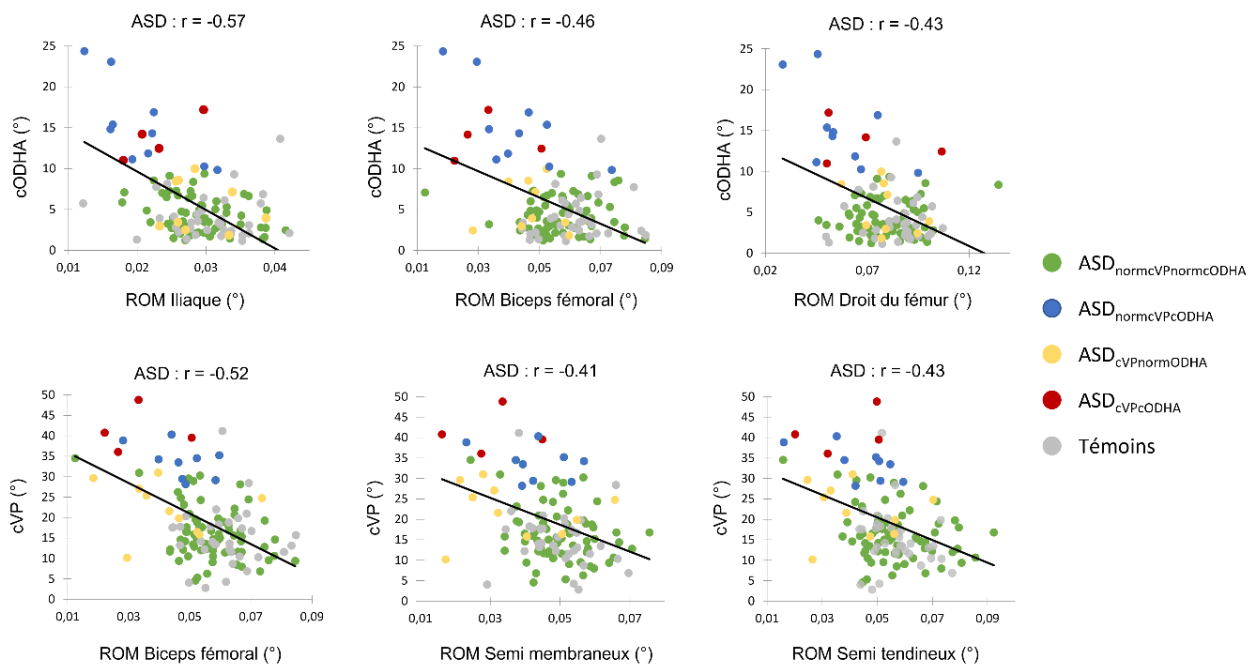 ASD : r = -0.57
cODHA (°)
25
20
15
10
5
0
0,01 0,02 0,03 0,04
ROM Iliaque (°)
ASD : r = -0.46
cODHA (°)
25
20
15
10
5
0
0,01 0,03 0,05 0,07 0,09
ROM Biceps fémoral (°)
ASD : r = -0.43
cODHA (°)
25
20
15
10
5
0
0,02 0,07 0,12
ROM Droit du fémur (°)
ASD : r = -0.52
cVP (°)
50
45
40
35
30
25
20
15
10
5
0
0,01 0,03 0,05 0,07 0,09
ROM Biceps fémoral (°)
ASD : r = -0.41
cVP (°)
50
45
40
35
30
25
20
15
10
5
0
0,01 0,03 0,05 0,07
ROM Semi membraneux (°)
ASD : r = -0.43
cVP (°)
50
45
40
35
30
25
20
15
10
5
0
0,01 0,03 0,05 0,07 0,09
ROM Semi tendineux (°)
ASDnormcVPnormcODHA
ASDnormcVPcODHA
ASDcVPnormODHA
ASDcVPcODHA
Témoins